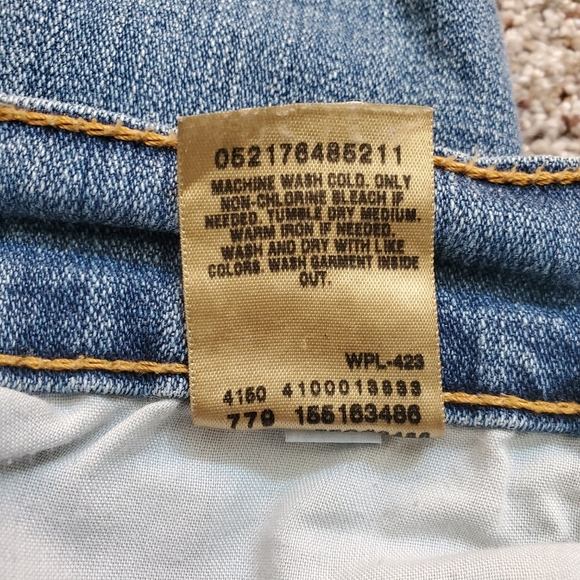 052176485211
MACHINE WASH COLD. ONLY
NON-CHLORINE BLEACH IF
NEEDED. TUMBLE DRY MEDIUM.
WARM IRON IF NEEDED.
WASH AND DRY WITH LIKE
COLORS. WASH GARMENT INSIDE
OUT.
WPL-423
4150 4100013933
779 155163486